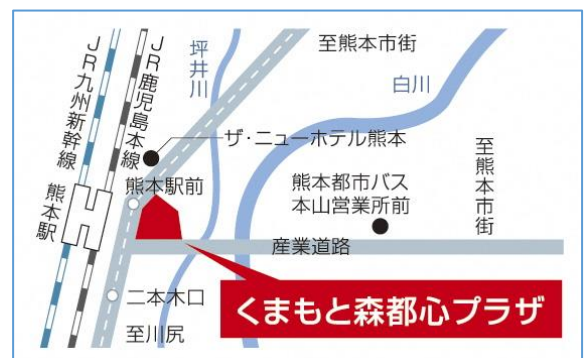 至熊本市街
坪井川
白川
JR鹿児島本線
JR九州新幹線
ザ・ニューホテル熊本
至熊本市街
熊本駅前
熊本都市バス
本山営業所前
熊本駅
産業道路
二本木口
くまもと森都心プラザ
至川尻